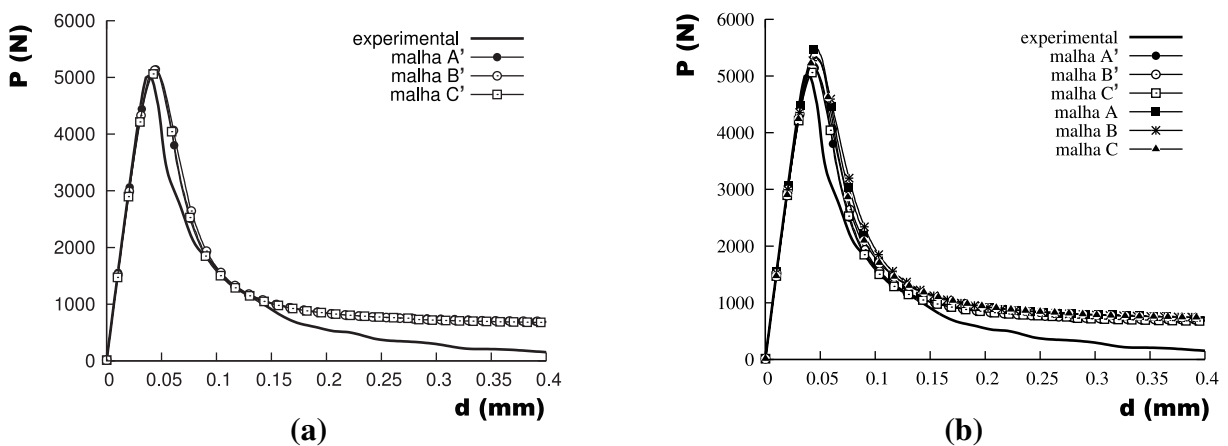 P (N)
6000
5000
4000
3000
2000
1000
0
experimental
malha A'
malha B'
malha C'
0 0.05 0.1 0.15 0.2 0.25 0.3 0.35 0.4
d (mm)
(a)
P (N)
6000
5000
4000
3000
2000
1000
0
experimental
malha A'
malha B'
malha C'
malha A
malha B
malha C
0 0.05 0.1 0.15 0.2 0.25 0.3 0.35 0.4
d (mm)
(b)